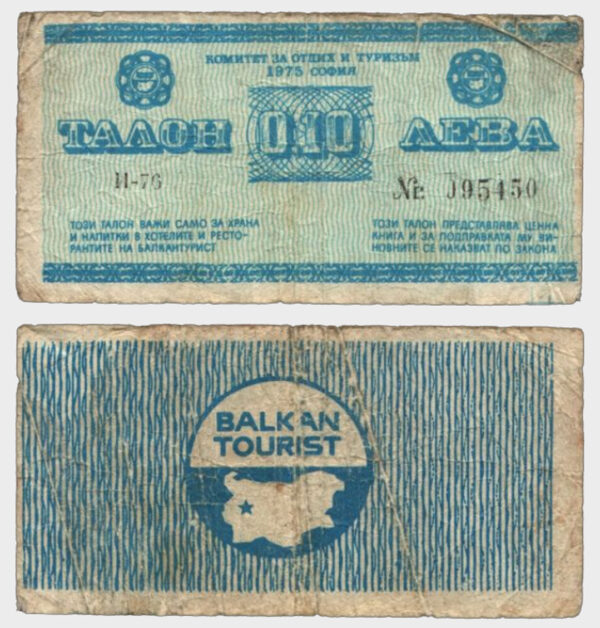 КОМИТЕТ ЗА ОТДИХ И ТУРИЗЪМ
1975 СОФИЯ
ТАЛОН 0.10 ЛЕВА
И-76
№ 095450
ТОЗИ ТАЛОН ВАЖИ САМО ЗА ХРАНА
И НАПИТКИ В ХОТЕЛИТЕ И РЕСТО-
РАНТИТЕ НА БАЛКАНТУРИСТ
ТОЗИ ТАЛОН ПРЕДСТАВЛЯВА ЦЕННА
КНИГА И ЗА ПОДПРАВКАТА МУ ВИ-
НОВНИТЕ СЕ НАКАЗВАТ ПО ЗАКОНА
BALKAN
TOURIST